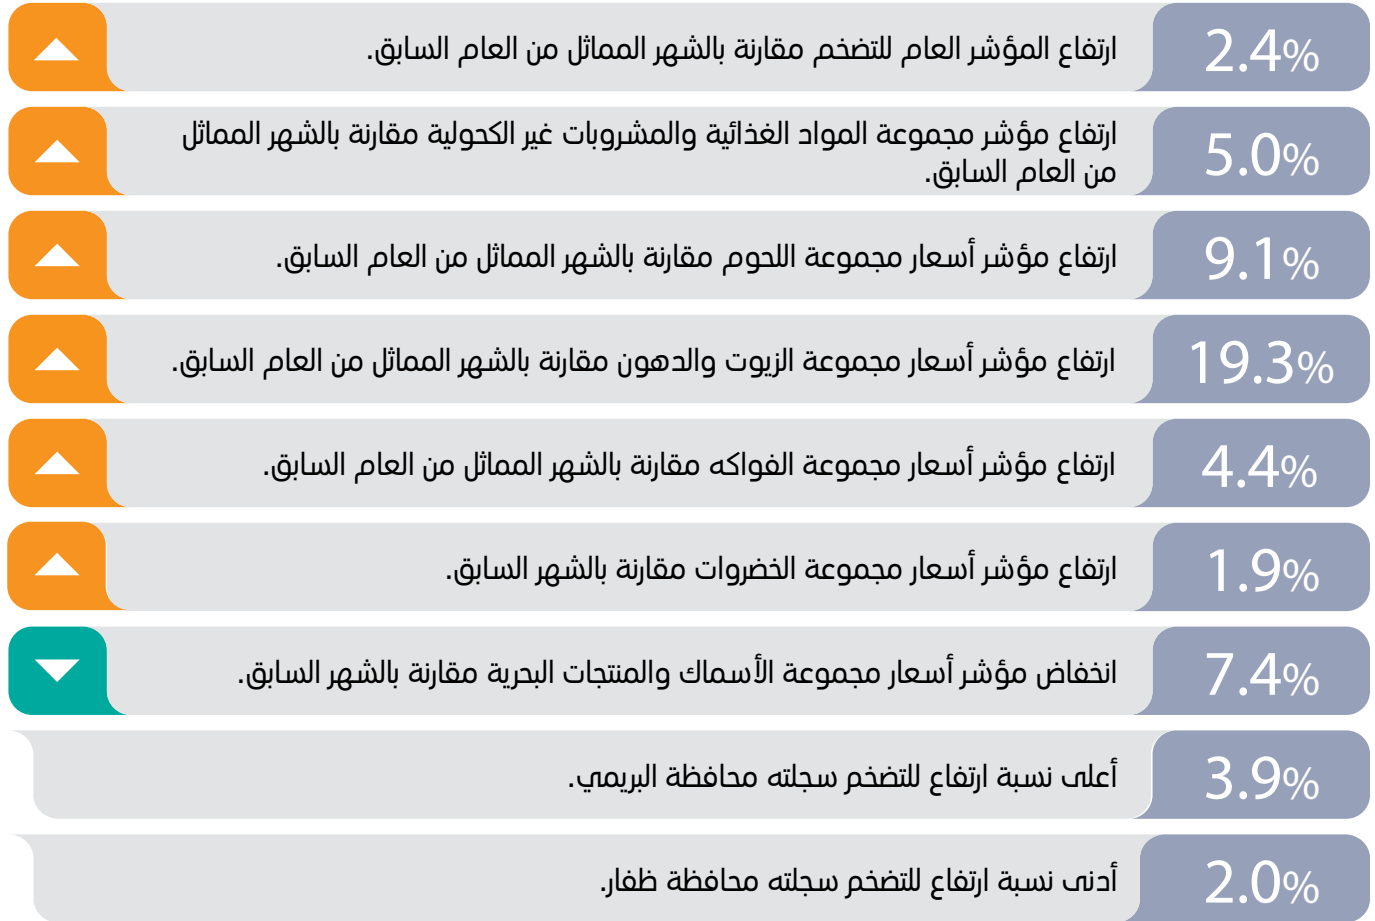 2.4%
ارتفاع المؤشر العام للتضخم مقارنة بالشهر المماثل من العام السابق.
5.0%
ارتفاع مؤشر مجموعة المواد الغذائية والمشروبات غير الكحولية مقارنة بالشهر المماثل
من العام السابق.
9.1%
ارتفاع مؤشر أسعار مجموعة اللحوم مقارنة بالشهر المماثل من العام السابق.
19.3%
ارتفاع مؤشر أسعار مجموعة الزيوت والدهون مقارنة بالشهر المماثل من العام السابق.
4.4%
ارتفاع مؤشر أسعار مجموعة الفواكه مقارنة بالشهر المماثل من العام السابق.
1.9%
ارتفاع مؤشر أسعار مجموعة الخضروات مقارنة بالشهر السابق.
7.4%
انخفاض مؤشر أسعار مجموعة الأسماك والمنتجات البحرية مقارنة بالشهر السابق.
3.9%
أعلى نسبة ارتفاع للتضخم سجلته محافظة البريمي.
2.0%
أدنى نسبة ارتفاع للتضخم سجلته محافظة ظفار.